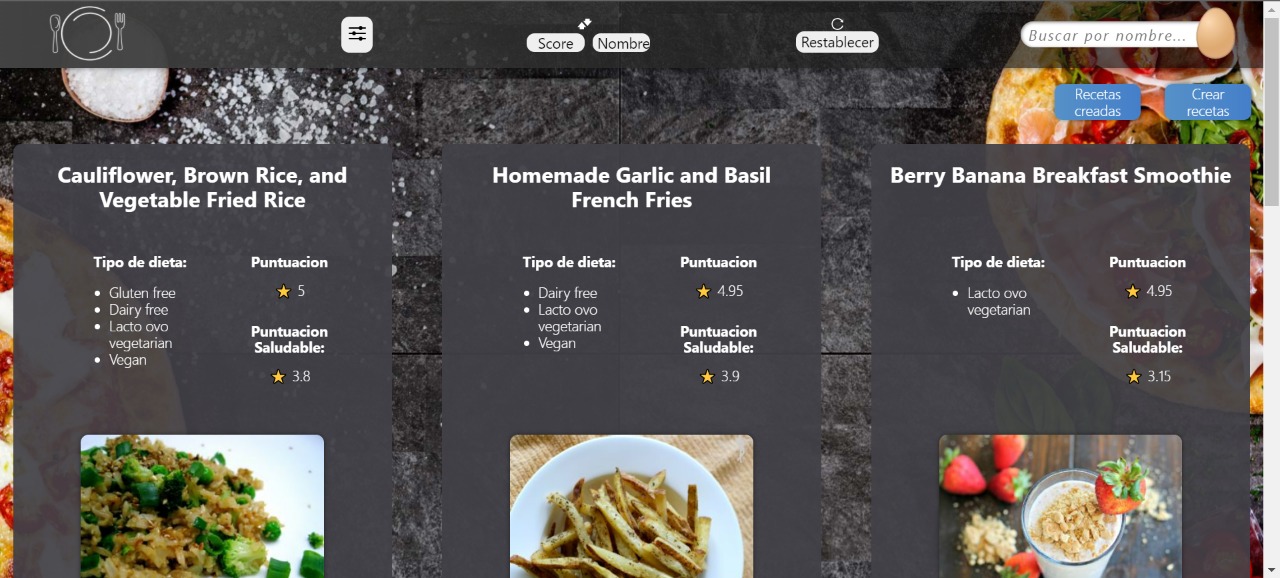 Score
Nombre
Restablecer
Buscar por nombre...
Recetas
creadas
Crear
recetas
Cauliflower, Brown Rice, and
Vegetable Fried Rice
Tipo de dieta:
Gluten free
Dairy free
Lacto ovo
vegetarian
Vegan
Puntuacion
5
Puntuacion
Saludable:
3.8
Homemade Garlic and Basil
French Fries
Tipo de dieta:
Dairy free
Lacto ovo
vegetarian
Vegan
Puntuacion
4.95
Puntuacion
Saludable:
3.9
Berry Banana Breakfast Smoothie
Tipo de dieta:
Lacto ovo
vegetarian
Puntuacion
4.95
Puntuacion
Saludable:
3.15